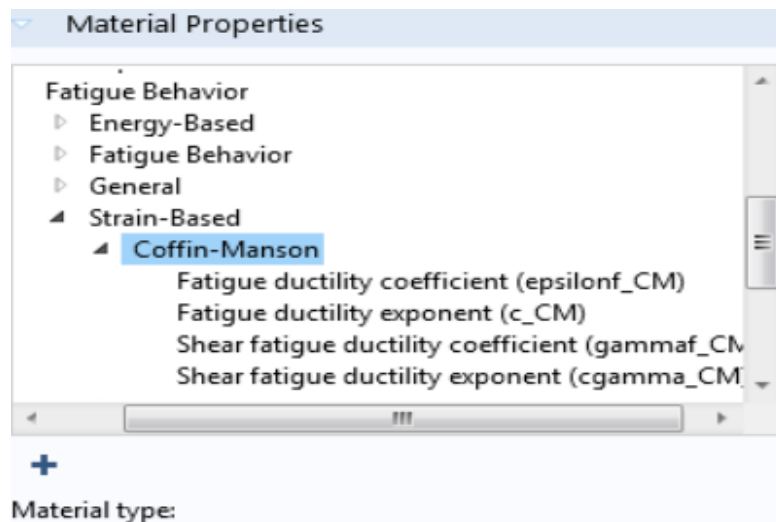 Material Properties
Fatigue Behavior
Energy-Based
Fatigue Behavior
General
Strain-Based
Coffin-Manson
Fatigue ductility coefficient (epsilonf_CM)
Fatigue ductility exponent (c_CM)
Shear fatigue ductility coefficient (gammaf_CM
Shear fatigue ductility exponent (cgamma_CM)
Material type: